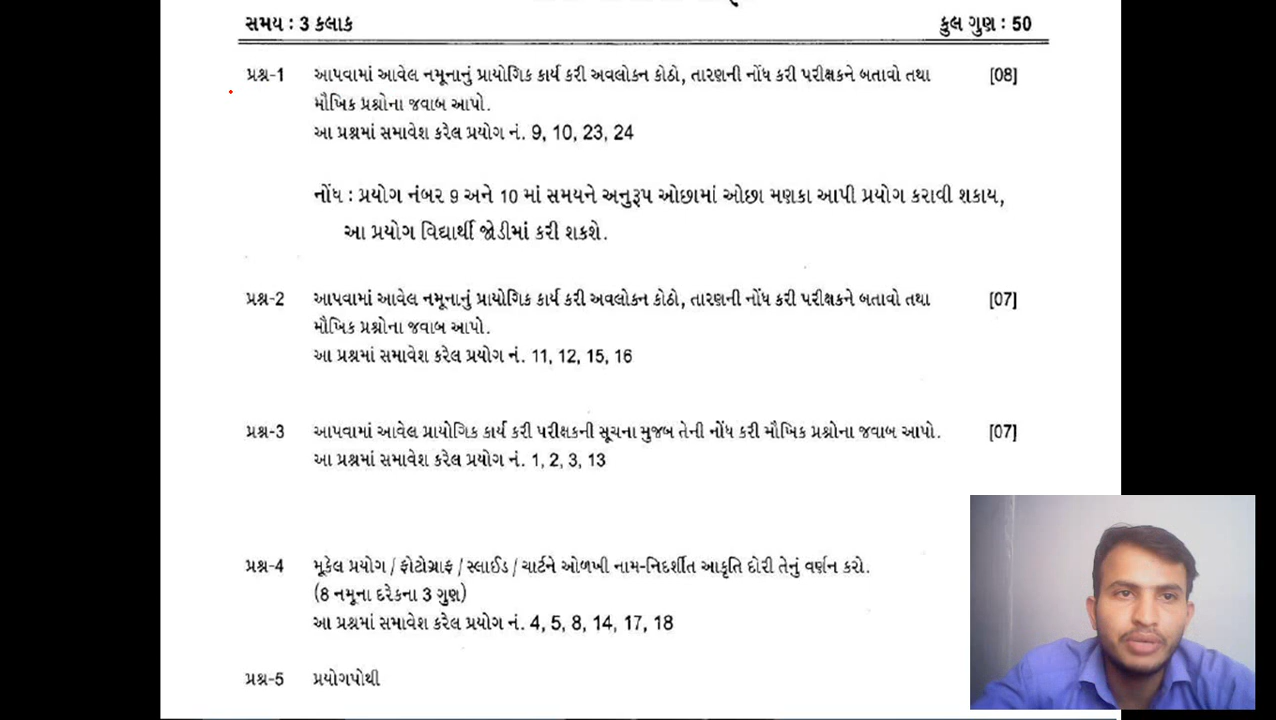 સમય : 3 કલાક
કુલ ગુણ : 50
પ્રશ્ન-1 આપવામાં આવેલ નમૂનાનું પ્રાયોગિક કાર્ય કરી અવલોકન કોઠો, તારણની નોંધ કરી પરીક્ષકને બતાવો તથા [08]
મૌખિક પ્રશ્નોના જવાબ આપો.
આ પ્રશ્નમાં સમાવેશ કરેલ પ્રયોગ નં. 9, 10, 23, 24
નોંધ : પ્રયોગ નંબર 9 અને 10 માં સમયને અનુરૂપ ઓછામાં ઓછા મણકા આપી પ્રયોગ કરાવી શકાય,
આ પ્રયોગ વિદ્યાર્થી જોડીમાં કરી શકશે.
પ્રશ્ન-2 આપવામાં આવેલ નમૂનાનું પ્રાયોગિક કાર્ય કરી અવલોકન કોઠો, તારણની નોંધ કરી પરીક્ષકને બતાવો તથા [07]
મૌખિક પ્રશ્નોના જવાબ આપો.
આ પ્રશ્નમાં સમાવેશ કરેલ પ્રયોગ નં. 11, 12, 15, 16
પ્રશ્ન-3 આપવામાં આવેલ પ્રાયોગિક કાર્ય કરી પરીક્ષકની સૂચના મુજબ તેની નોંધ કરી મૌખિક પ્રશ્નોના જવાબ આપો. [07]
આ પ્રશ્નમાં સમાવેશ કરેલ પ્રયોગ નં. 1, 2, 3, 13
પ્રશ્ન-4 મૂકેલ પ્રયોગ / ફોટોગ્રાફ / સ્લાઈડ / ચાર્ટને ઓળખી નામ-નિદર્શીત આકૃતિ દોરી તેનું વર્ણન કરો.
(8 નમૂના દરેકના 3 ગુણ)
આ પ્રશ્નમાં સમાવેશ કરેલ પ્રયોગ નં. 4, 5, 8, 14, 17, 18
પ્રશ્ન-5 પ્રયોગપોથી